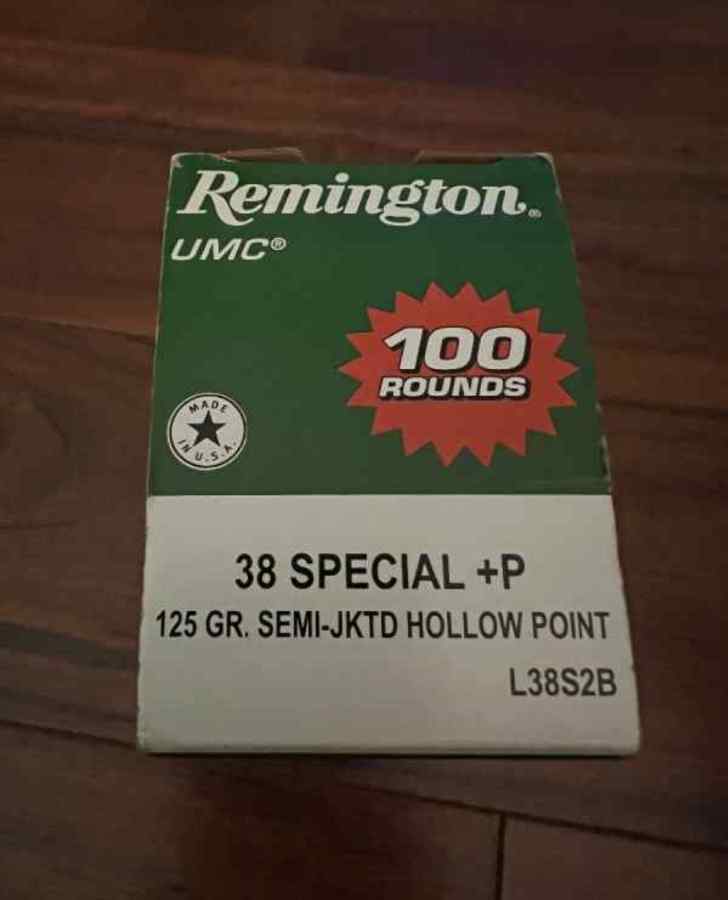 Remington®
UMC®
100
ROUNDS
MADE
IN U.S.A.
38 SPECIAL +P
125 GR. SEMI-JKTD HOLLOW POINT
L38S2B